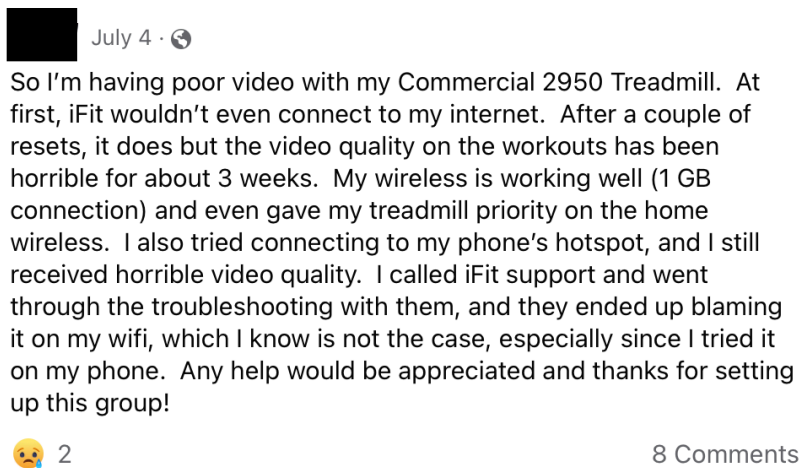 July 4 ·
So I'm having poor video with my Commercial 2950 Treadmill.  At
first, iFit wouldn't even connect to my internet.  After a couple of
resets, it does but the video quality on the workouts has been
horrible for about 3 weeks.  My wireless is working well (1 GB
connection) and even gave my treadmill priority on the home
wireless.  I also tried connecting to my phone's hotspot, and I still
received horrible video quality.  I called iFit support and went
through the troubleshooting with them, and they ended up blaming
it on my wifi, which I know is not the case, especially since I tried it
on my phone.  Any help would be appreciated and thanks for setting
up this group!
2 8 Comments